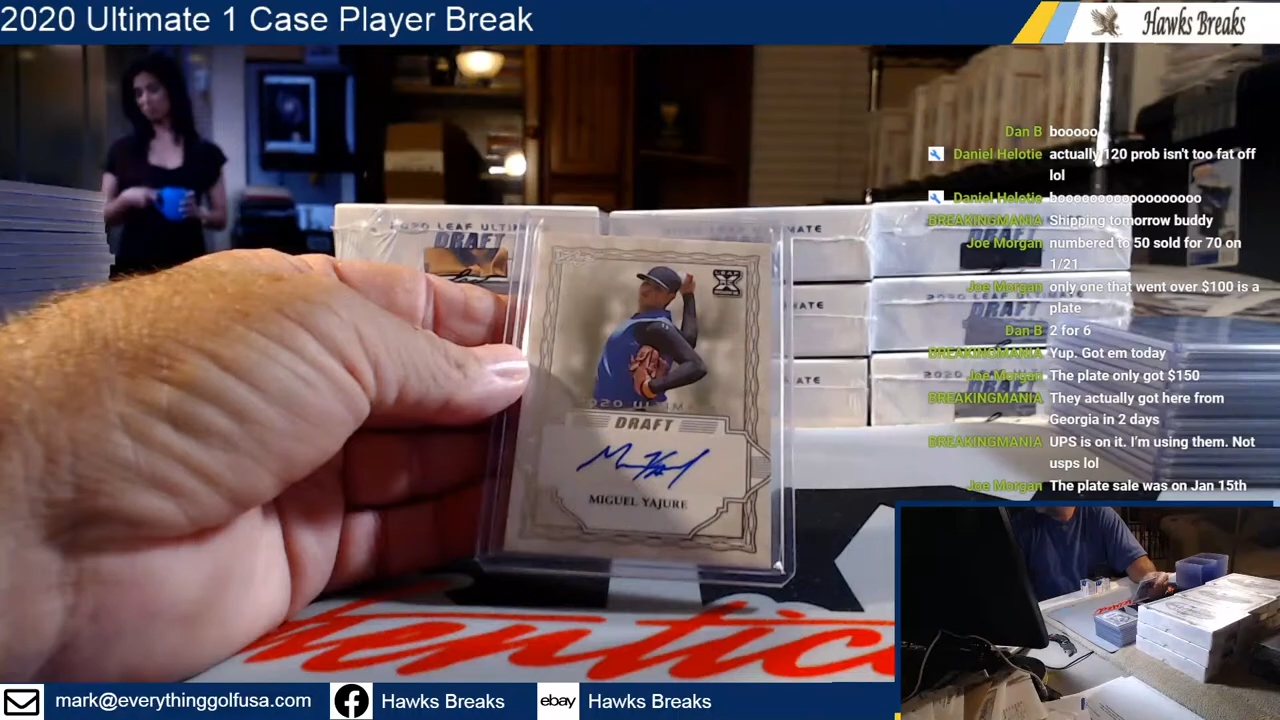 2020 Ultimate 1 Case Player Break
Hawks Breaks
Dan B booooo
Daniel Helotie actually 120 prob isn't too fat off
lol
Daniel Helotie booooooooooooooooooo
BREAKINGMANIA Shipping tomorrow buddy
Joe Morgan numbered to 50 sold for 70 on
1/21
Joe Morgan only one that went over $100 is a
plate
Dan B 2 for 6
BREAKINGMANIA Yup. Got em today
Joe Morgan The plate only got $150
BREAKINGMANIA They actually got here from
Georgia in 2 days
BREAKINGMANIA UPS is on it. I'm using them. Not
usps lol
Joe Morgan The plate sale was on Jan 15th
2020 LEAF ULTIM
DRAFT
DRAFT
MIGUEL YAJURE
mark@everythinggolfusa.com
Hawks Breaks
ebay
Hawks Breaks